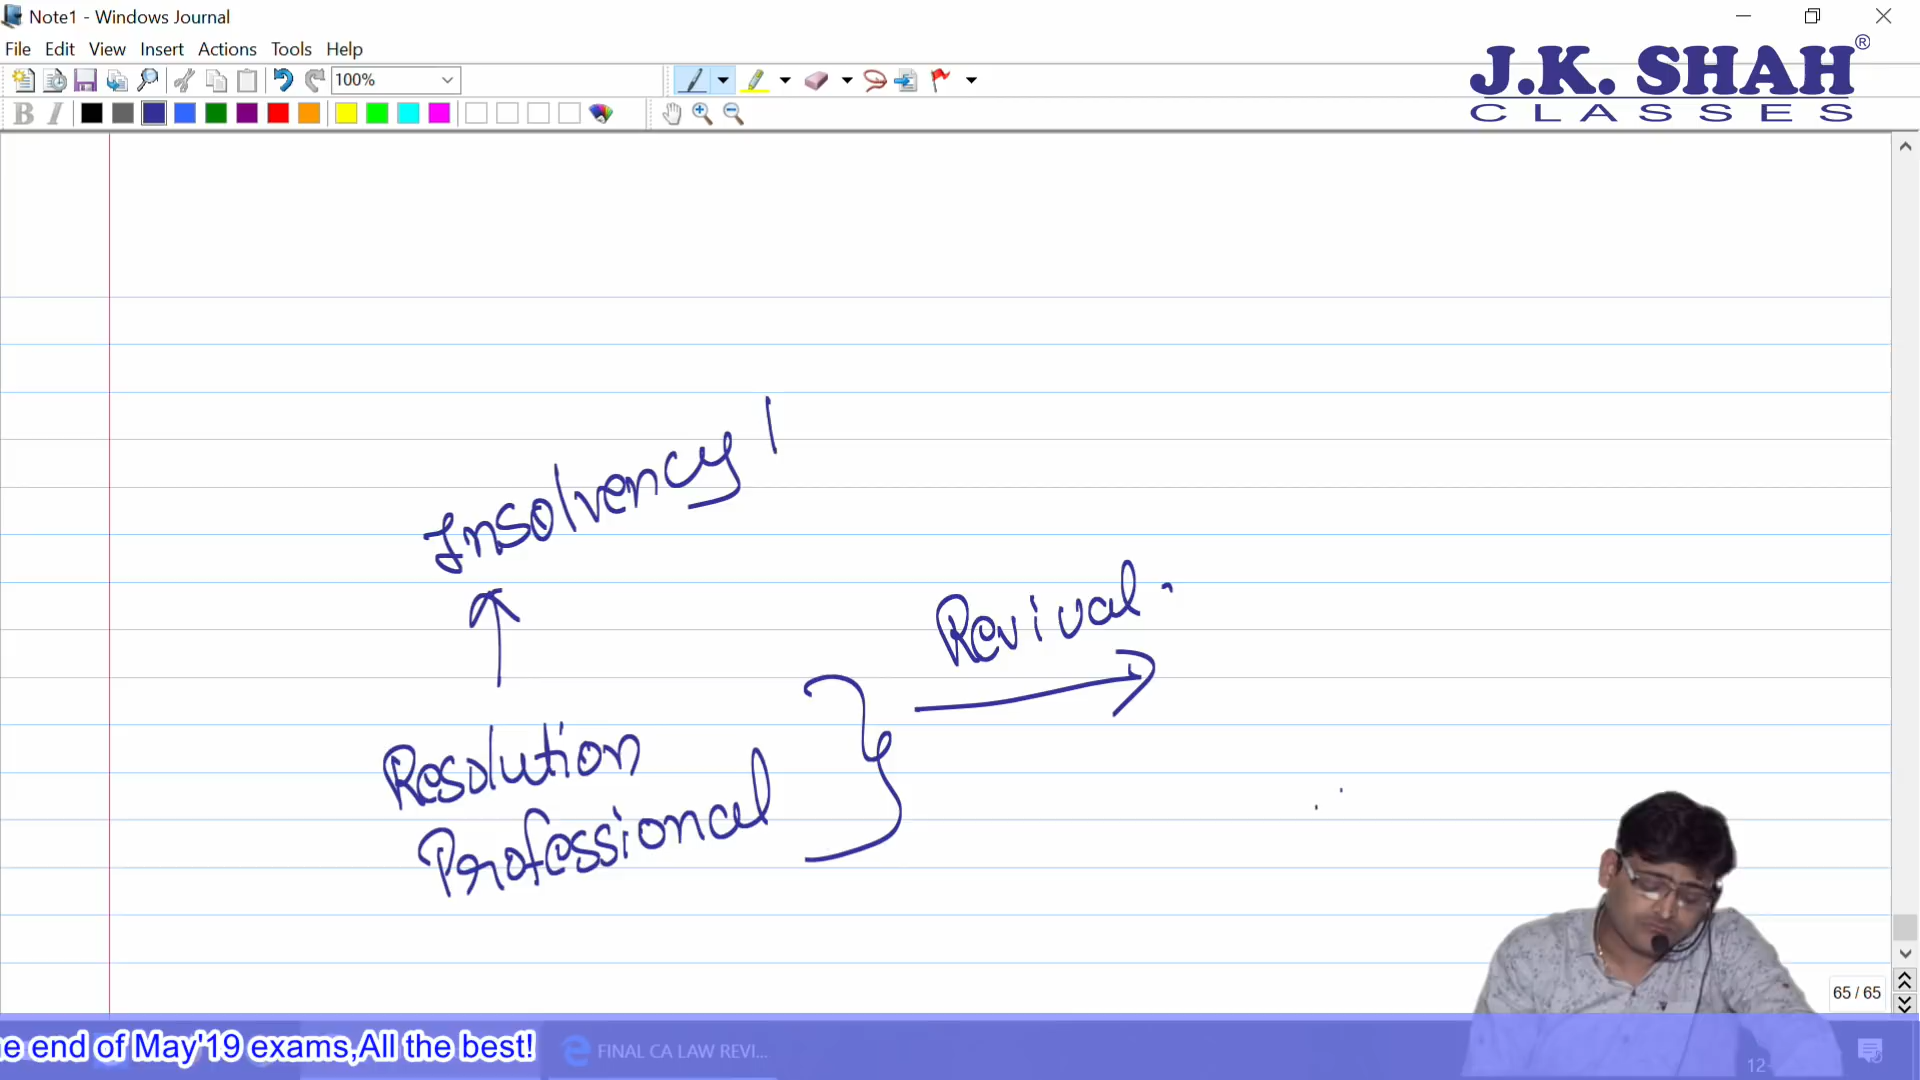 Note1 - Windows Journal
File Edit View Insert Actions Tools Help
100%
B I
J.K. SHAH®
CLASSES
Insolvency
Revival
Resolution
Professional
65 / 65
e end of May'19 exams,All the best!
FINAL CA LAW REVI...
12